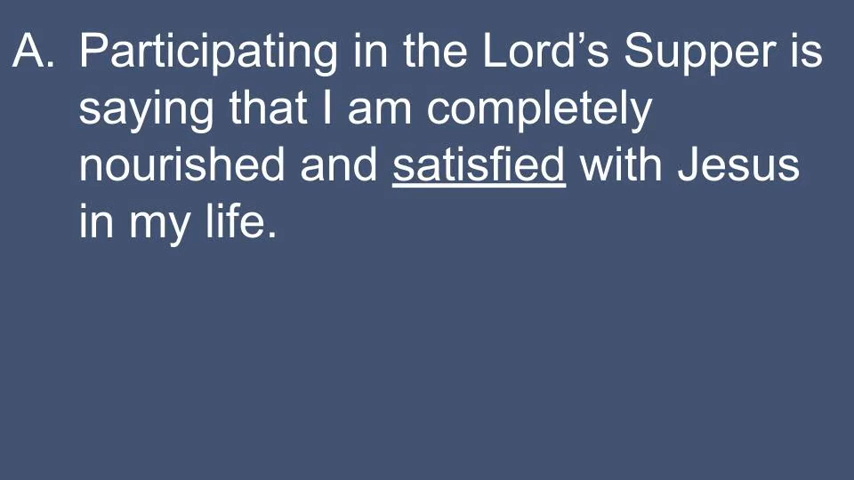 A. Participating in the Lord’s Supper is
saying that I am completely
nourished and satisfied with Jesus
in my life.